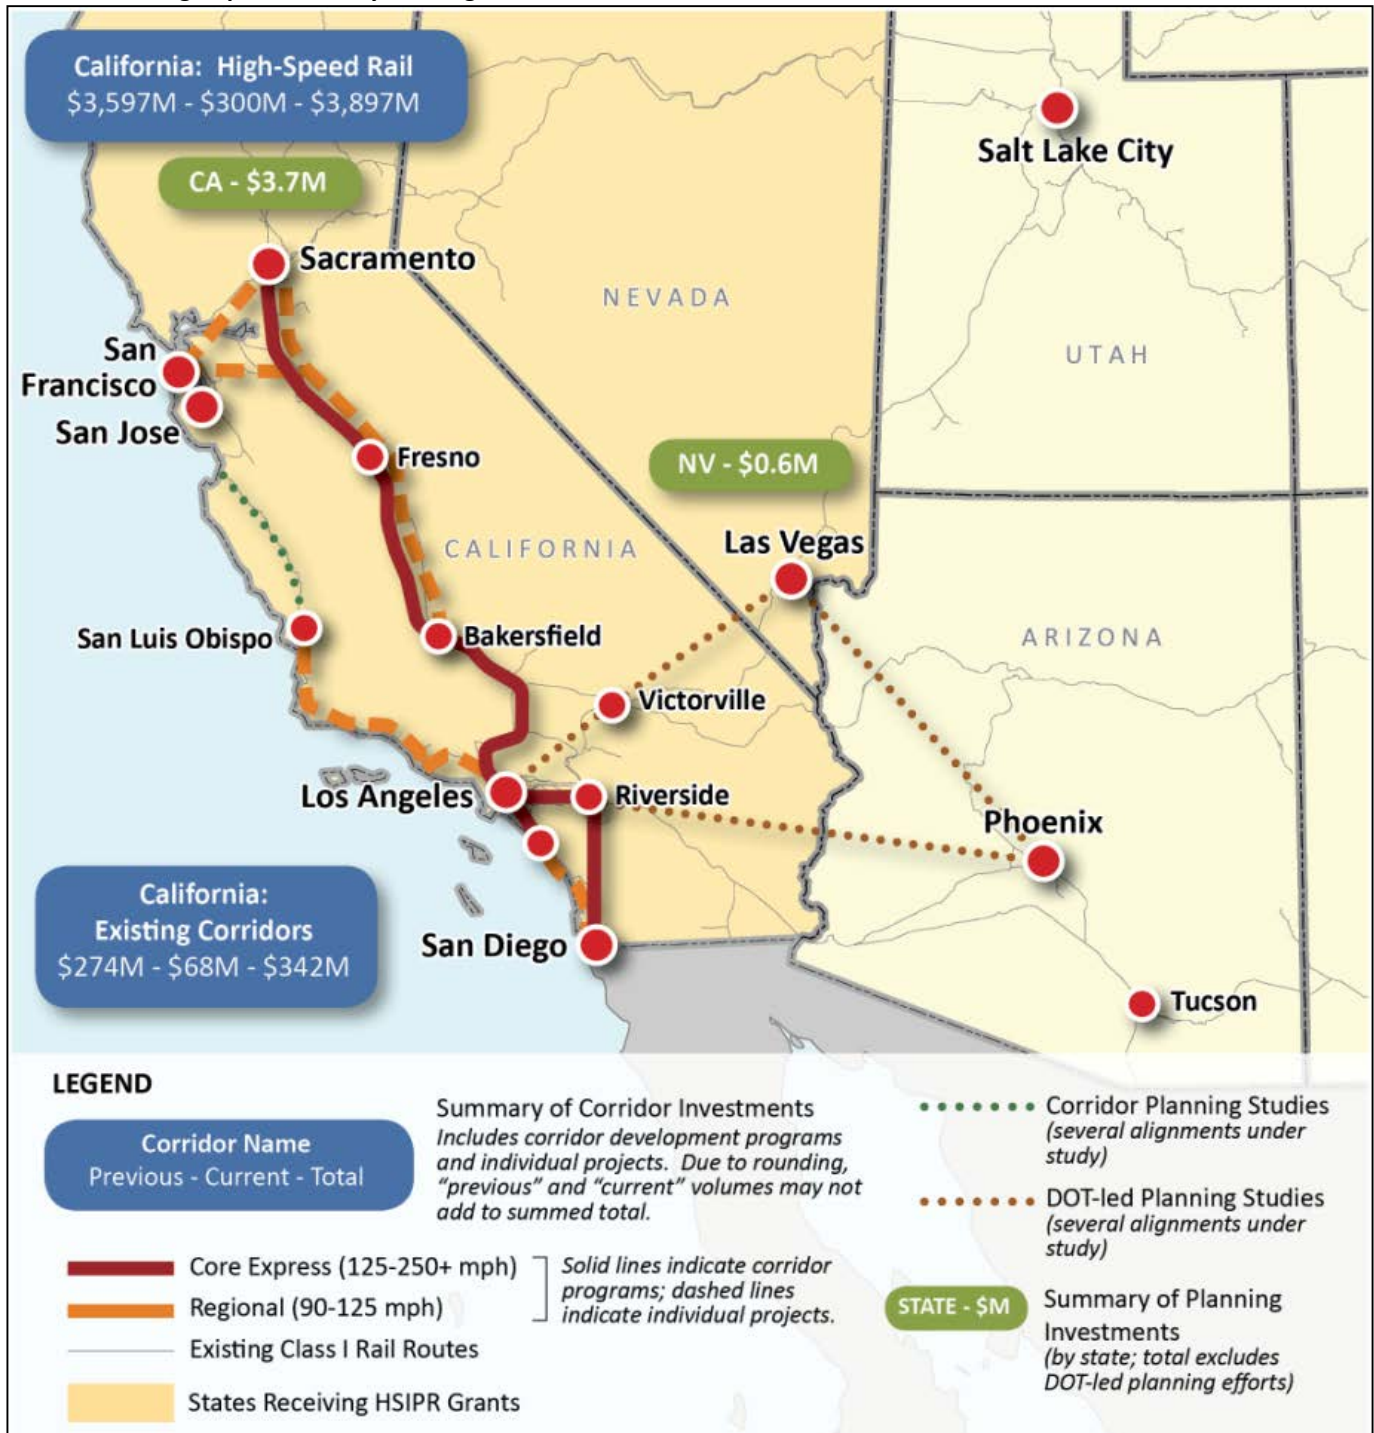 California: High-Speed Rail
$3,597M - $300M - $3,897M
CA - $3.7M
Salt Lake City
Sacramento
NEVADA
UTAH
San
Francisco
San Jose
Fresno
NV - $0.6M
CALIFORNIA
Las Vegas
San Luis Obispo
Bakersfield
ARIZONA
Victorville
Los Angeles
Riverside
Phoenix
California:
Existing Corridors
$274M - $68M - $342M
San Diego
Tucson
LEGEND
Corridor Name
Previous - Current - Total
Summary of Corridor Investments
Includes corridor development programs
and individual projects. Due to rounding,
“previous” and “current” volumes may not
add to summed total.
Core Express (125-250+ mph)
Regional (90-125 mph)
Solid lines indicate corridor
programs; dashed lines
indicate individual projects.
Existing Class I Rail Routes
States Receiving HSIPR Grants
Corridor Planning Studies
(several alignments under
study)
DOT-led Planning Studies
(several alignments under
study)
STATE - $M
Summary of Planning
Investments
(by state; total excludes
DOT-led planning efforts)